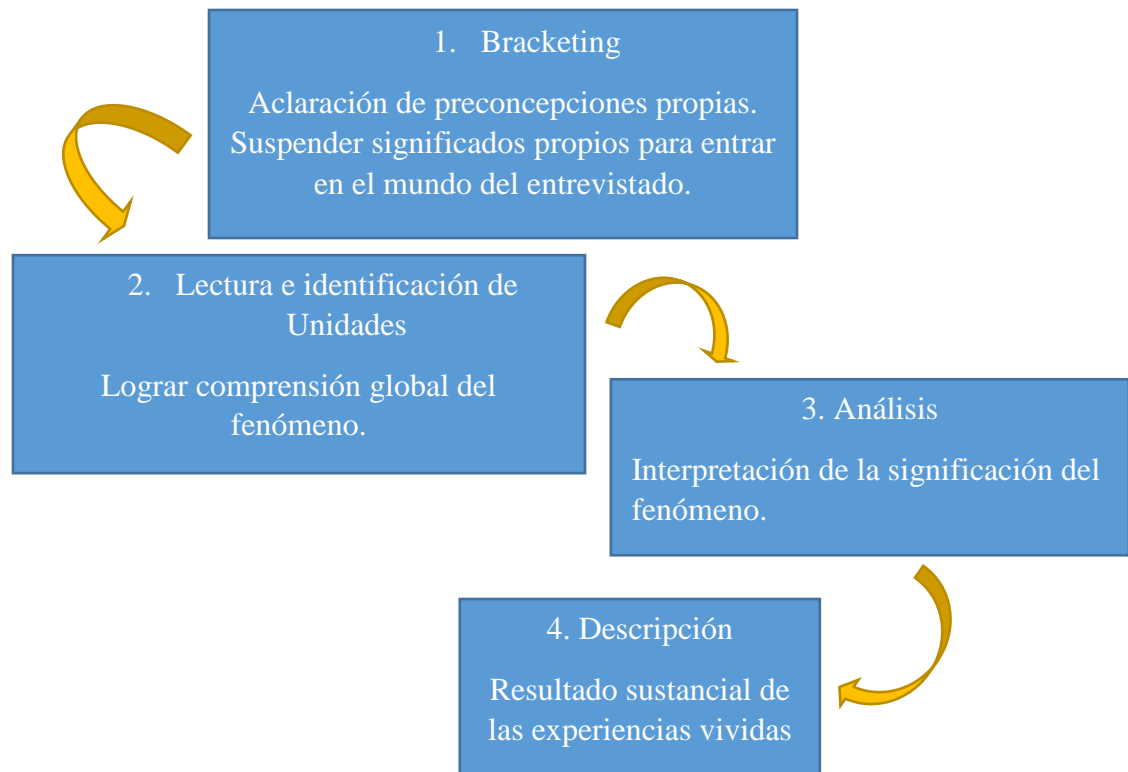 1. Bracketing
Aclaración de preconcepciones propias.
Suspender significados propios para entrar
en el mundo del entrevistado.
2. Lectura e identificación de
Unidades
Lograr comprensión global del
fenómeno.
3. Análisis
Interpretación de la significación del
fenómeno.
4. Descripción
Resultado sustancial de
las experiencias vividas